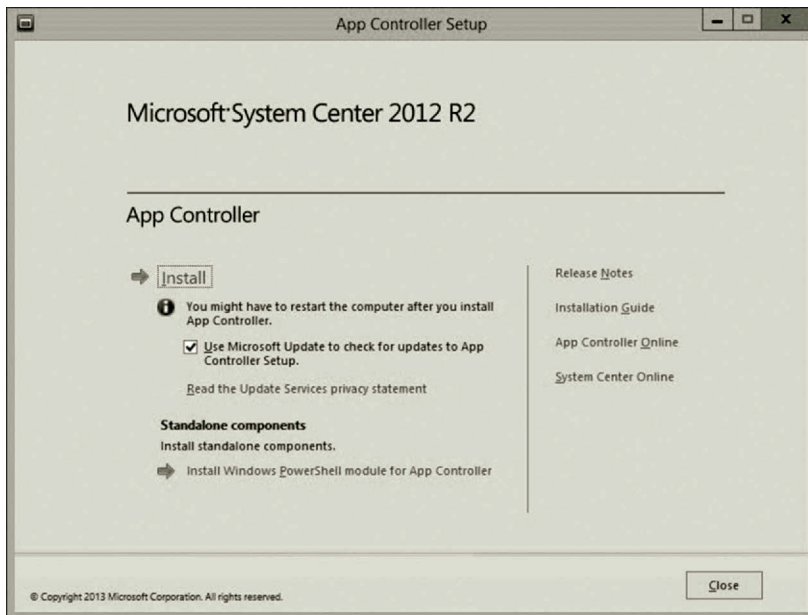 App Controller Setup
Microsoft System Center 2012 R2
App Controller
Install
You might have to restart the computer after you install
App Controller.
Use Microsoft Update to check for updates to App
Controller Setup.
Read the Update Services privacy statement
Standalone components
Install standalone components.
Install Windows PowerShell module for App Controller
Release Notes
Installation Guide
App Controller Online
System Center Online
© Copyright 2013 Microsoft Corporation. All rights reserved.
Close